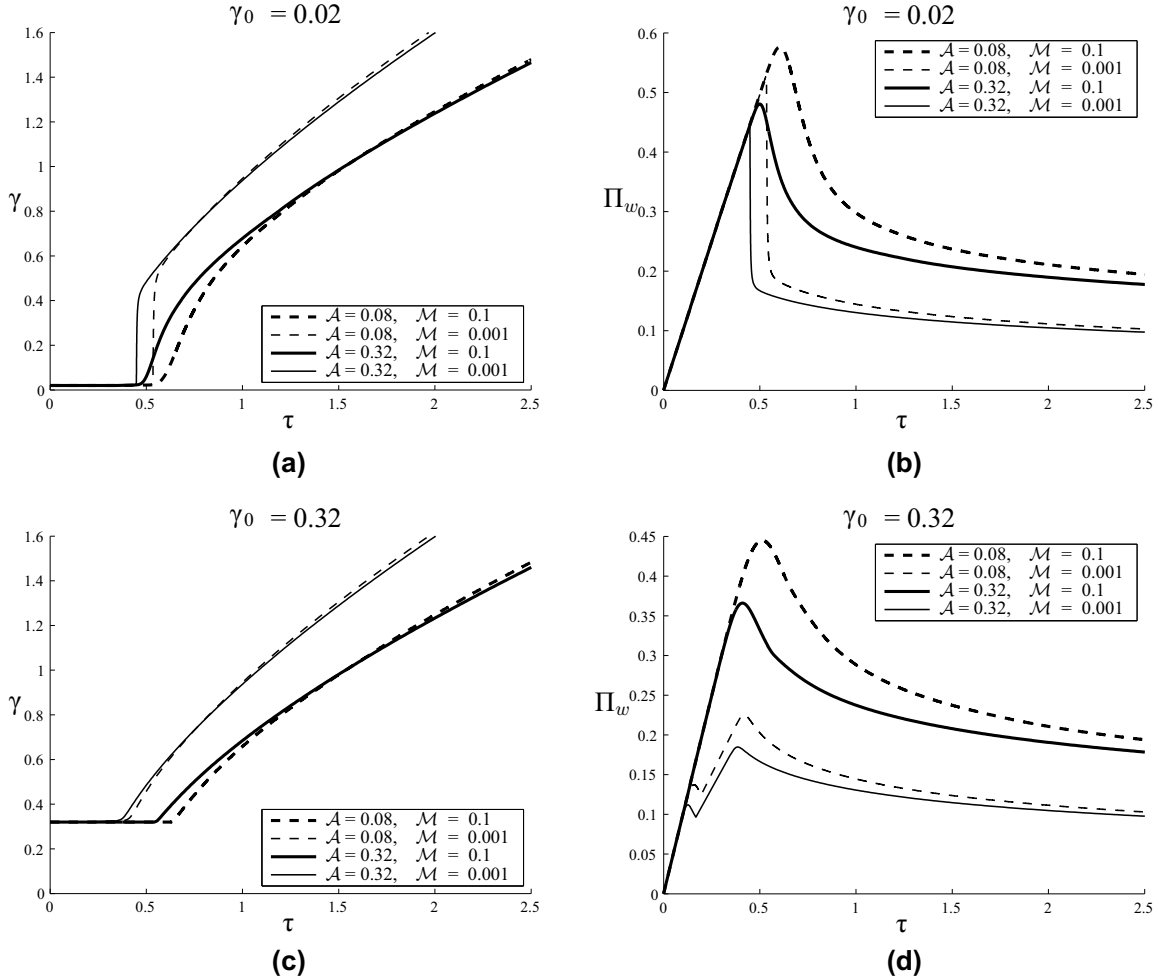 γ0 = 0.02
1.6
1.4
1.2
1
0.8
0.6
0.4
0.2
0
γ
0
0.5
1
1.5
2
2.5
τ
A = 0.08, M = 0.1
A = 0.08, M = 0.001
A = 0.32, M = 0.1
A = 0.32, M = 0.001
(a)
γ0 = 0.02
0.6
0.5
0.4
0.3
0.2
0.1
0
Πw
0
0.5
1
1.5
2
2.5
τ
A = 0.08, M = 0.1
A = 0.08, M = 0.001
A = 0.32, M = 0.1
A = 0.32, M = 0.001
(b)
γ0 = 0.32
1.6
1.4
1.2
1
0.8
0.6
0.4
0.2
0
γ
0
0.5
1
1.5
2
2.5
τ
A = 0.08, M = 0.1
A = 0.08, M = 0.001
A = 0.32, M = 0.1
A = 0.32, M = 0.001
(c)
γ0 = 0.32
0.45
0.4
0.35
0.3
0.25
0.2
0.15
0.1
0.05
0
Πw
0
0.5
1
1.5
2
2.5
τ
A = 0.08, M = 0.1
A = 0.08, M = 0.001
A = 0.32, M = 0.1
A = 0.32, M = 0.001
(d)